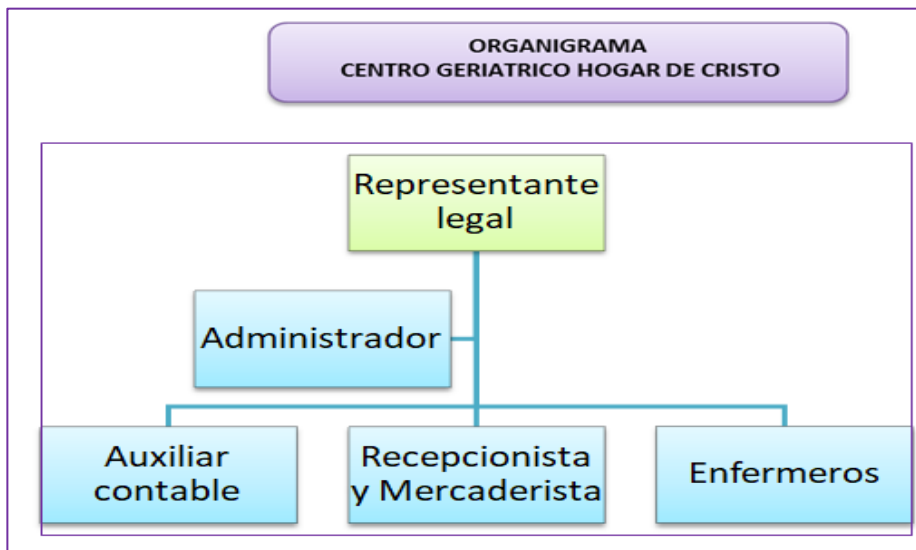 ORGANIGRAMA
CENTRO GERIATRICO HOGAR DE CRISTO
Representante
legal
Administrador
Auxiliar
contable
Recepcionista
y Mercaderista
Enfermeros